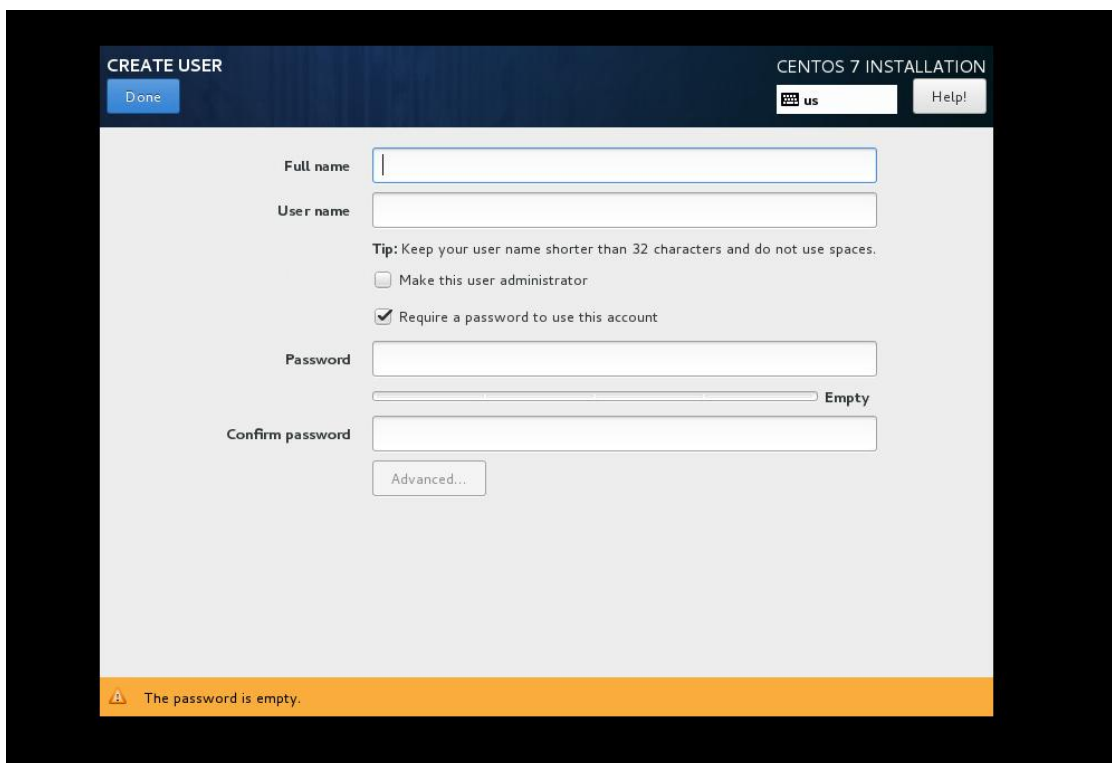 CREATE USER
CENTOS 7 INSTALLATION
Done
us
Help!
Full name
User name
Tip: Keep your user name shorter than 32 characters and do not use spaces.
Make this user administrator
Require a password to use this account
Password
Empty
Confirm password
Advanced...
The password is empty.